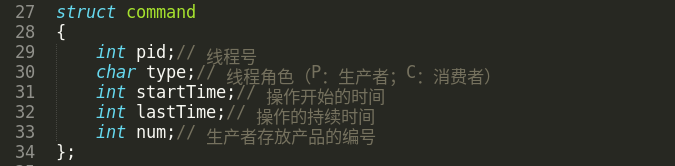 27 struct command
28 {
29 int pid;// 线程号
30 char type;// 线程角色（P：生产者；C：消费者）
31 int startTime;// 操作开始的时间
32 int lastTime;// 操作的持续时间
33 int num;// 生产者存放产品的编号
34 };